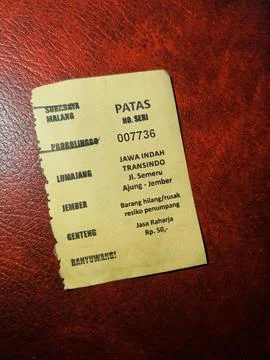 SURABAYA
MALANG
PROBOLINGGO
LUMAJANG
JEMBER
GENTENG
BANYUWANGI
PATAS
NO. SERI
007736
JAWA INDAH
TRANSINDO
Jl. Semeru
Ajung - Jember
Barang hilang/rusak
resiko penumpang
Jasa Raharja
Rp. 50,-